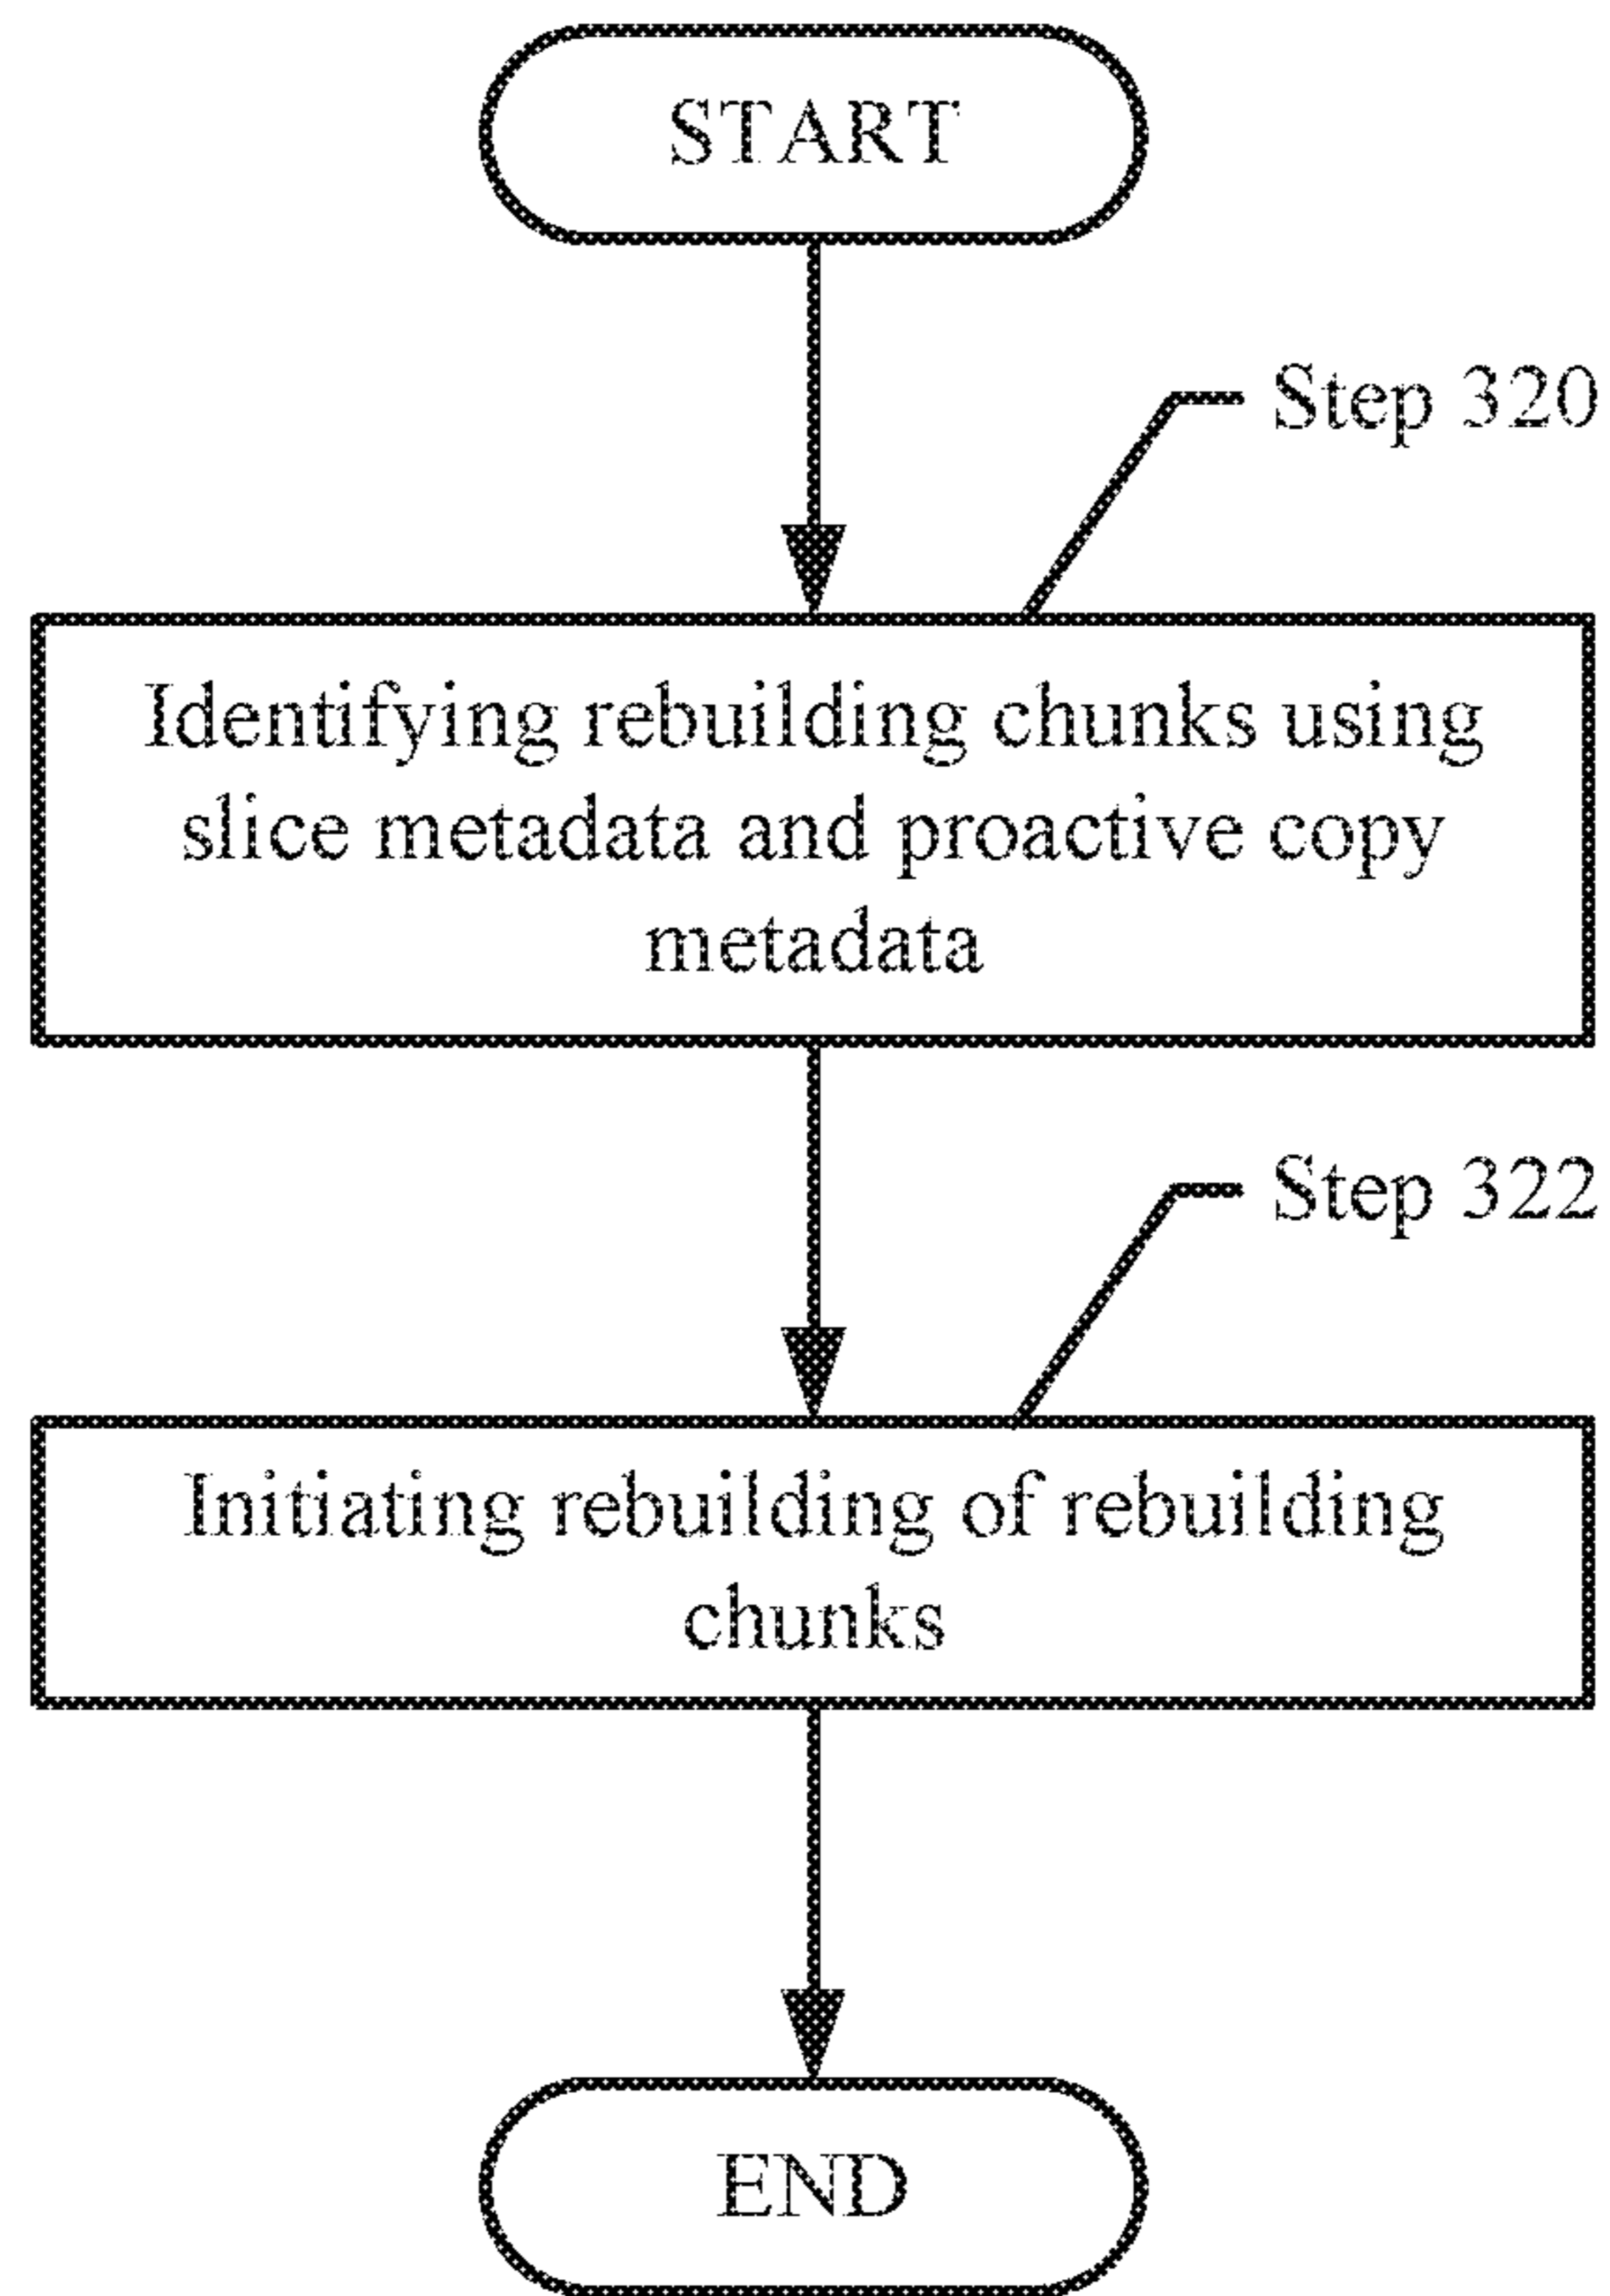 START
Step 320
Identifying rebuilding chunks using
slice metadata and proactive copy
metadata
Step 322
Initiating rebuilding of rebuilding
chunks
END